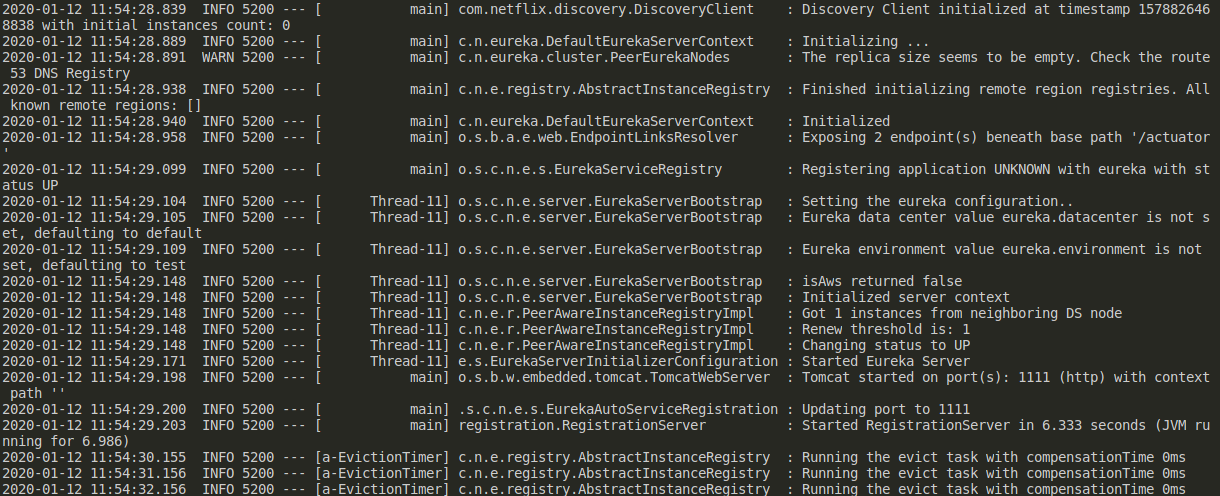 2020-01-12 11:54:28.839  INFO 5200 --- [           main] com.netflix.discovery.DiscoveryClient    : Discovery Client initialized at timestamp 157882646
8838 with initial instances count: 0
2020-01-12 11:54:28.889  INFO 5200 --- [           main] c.n.eureka.DefaultEurekaServerContext    : Initializing ...
2020-01-12 11:54:28.891  WARN 5200 --- [           main] c.n.eureka.cluster.PeerEurekaNodes       : The replica size seems to be empty. Check the route
 53 DNS Registry
2020-01-12 11:54:28.938  INFO 5200 --- [           main] c.n.e.registry.AbstractInstanceRegistry  : Finished initializing remote region registries. All
 known remote regions: []
2020-01-12 11:54:28.940  INFO 5200 --- [           main] c.n.eureka.DefaultEurekaServerContext    : Initialized
2020-01-12 11:54:28.958  INFO 5200 --- [           main] o.s.b.a.e.web.EndpointLinksResolver      : Exposing 2 endpoint(s) beneath base path '/actuator
'
2020-01-12 11:54:29.099  INFO 5200 --- [           main] o.s.c.n.e.s.EurekaServiceRegistry        : Registering application UNKNOWN with eureka with st
atus UP
2020-01-12 11:54:29.104  INFO 5200 --- [      Thread-11] o.s.c.n.e.server.EurekaServerBootstrap   : Setting the eureka configuration..
2020-01-12 11:54:29.105  INFO 5200 --- [      Thread-11] o.s.c.n.e.server.EurekaServerBootstrap   : Eureka data center value eureka.datacenter is not s
et, defaulting to default
2020-01-12 11:54:29.109  INFO 5200 --- [      Thread-11] o.s.c.n.e.server.EurekaServerBootstrap   : Eureka environment value eureka.environment is not
set, defaulting to test
2020-01-12 11:54:29.148  INFO 5200 --- [      Thread-11] o.s.c.n.e.server.EurekaServerBootstrap   : isAws returned false
2020-01-12 11:54:29.148  INFO 5200 --- [      Thread-11] o.s.c.n.e.server.EurekaServerBootstrap   : Initialized server context
2020-01-12 11:54:29.148  INFO 5200 --- [      Thread-11] c.n.e.r.PeerAwareInstanceRegistryImpl    : Got 1 instances from neighboring DS node
2020-01-12 11:54:29.148  INFO 5200 --- [      Thread-11] c.n.e.r.PeerAwareInstanceRegistryImpl    : Renew threshold is: 1
2020-01-12 11:54:29.148  INFO 5200 --- [      Thread-11] c.n.e.r.PeerAwareInstanceRegistryImpl    : Changing status to UP
2020-01-12 11:54:29.171  INFO 5200 --- [      Thread-11] e.s.EurekaServerInitializerConfiguration : Started Eureka Server
2020-01-12 11:54:29.198  INFO 5200 --- [           main] o.s.b.w.embedded.tomcat.TomcatWebServer  : Tomcat started on port(s): 1111 (http) with context
 path ''
2020-01-12 11:54:29.200  INFO 5200 --- [           main] .s.c.n.e.s.EurekaAutoServiceRegistration : Updating port to 1111
2020-01-12 11:54:29.203  INFO 5200 --- [           main] registration.RegistrationServer          : Started RegistrationServer in 6.333 seconds (JVM ru
nning for 6.986)
2020-01-12 11:54:30.155  INFO 5200 --- [a-EvictionTimer] c.n.e.registry.AbstractInstanceRegistry  : Running the evict task with compensationTime 0ms
2020-01-12 11:54:31.156  INFO 5200 --- [a-EvictionTimer] c.n.e.registry.AbstractInstanceRegistry  : Running the evict task with compensationTime 0ms
2020-01-12 11:54:32.156  INFO 5200 --- [a-EvictionTimer] c.n.e.registry.AbstractInstanceRegistry  : Running the evict task with compensationTime 0ms